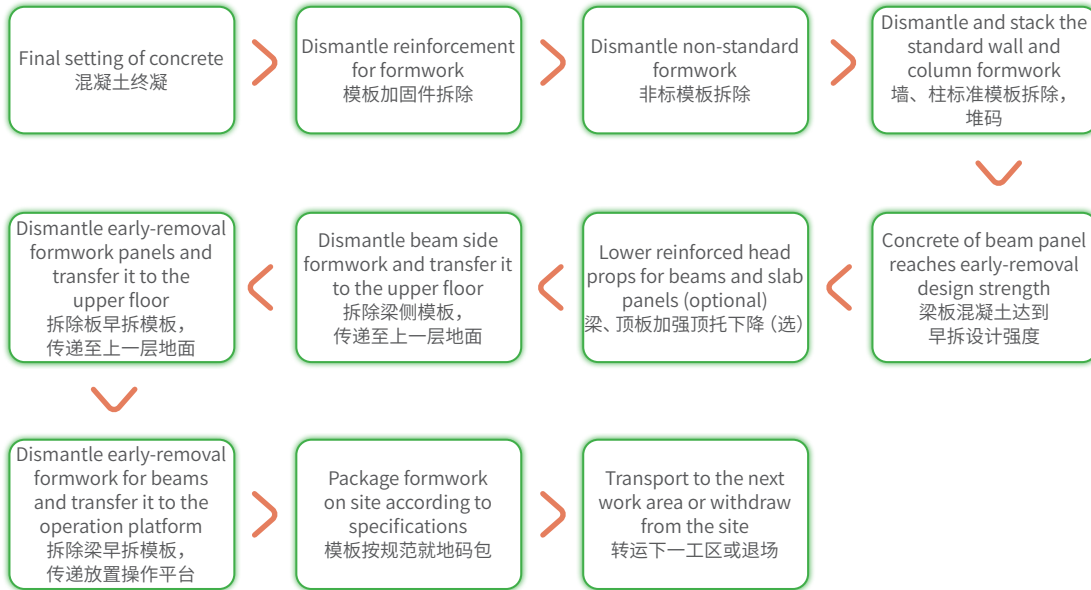 Final setting of concrete
混凝土终凝
Dismantle reinforcement
for formwork
模板加固件拆除
Dismantle non-standard
formwork
非标模板拆除
Dismantle and stack the
standard wall and
column formwork
墙、柱标准模板拆除，
堆码
Concrete of beam panel
reaches early-removal
design strength
梁板混凝土达到
早拆设计强度
Lower reinforced head
props for beams and slab
panels (optional)
梁、顶板加强顶托下降（选）
Dismantle beam side
formwork and transfer it
to the upper floor
拆除梁侧模板，
传递至上一层地面
Dismantle early-removal
formwork panels and
transfer it to the
upper floor
拆除板早拆模板，
传递至上一层地面
Dismantle early-removal
formwork for beams
and transfer it to the
operation platform
拆除梁早拆模板，
传递放置操作平台
Package formwork
on site according to
specifications
模板按规范就地码包
Transport to the next
work area or withdraw
from the site
转运下一工区或退场